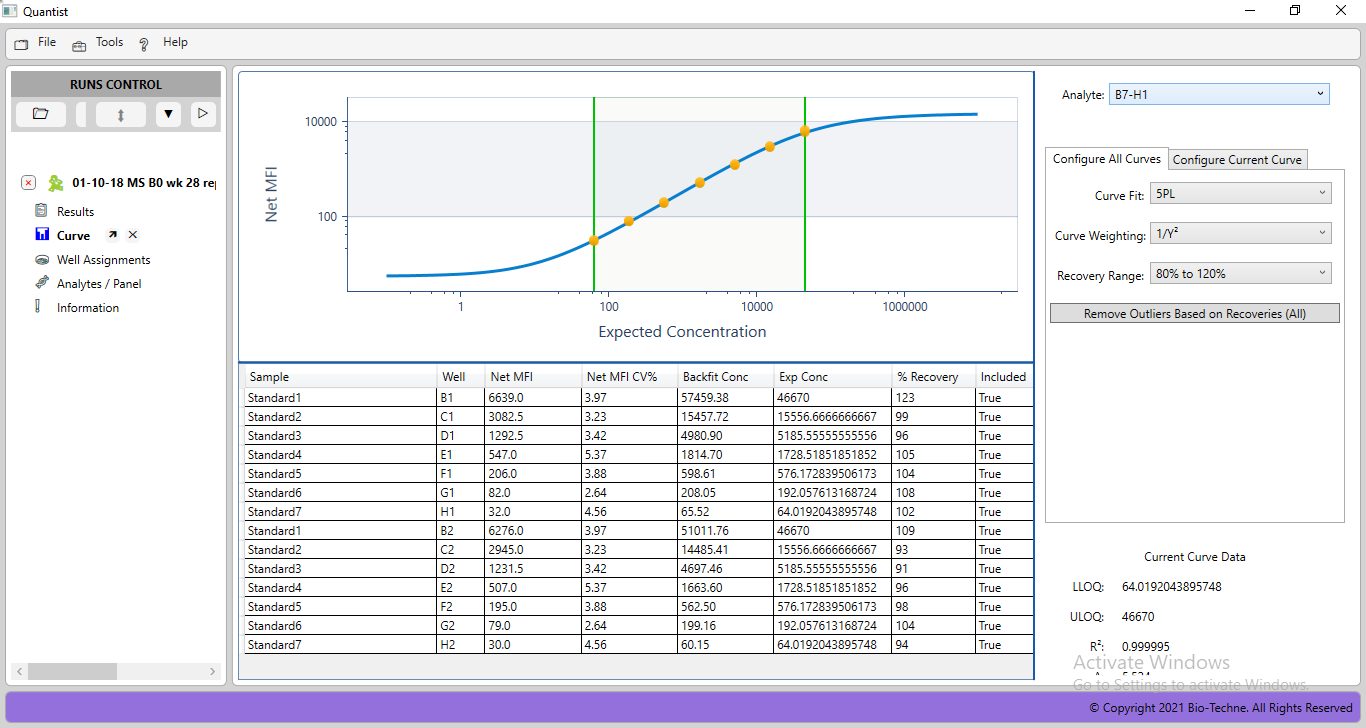 Quantist
File Tools ? Help
RUNS CONTROL
01-10-18 MS B0 wk 28 re
Results
Curve
Well Assignments
Analytes / Panel
Information
10000
100
Net MFI
1 100 10000 1000000
Expected Concentration
Sample Well Net MFI Net MFI CV% Backfit Conc Exp Conc % Recovery Included
Standard1 B1 6639.0 3.97 57459.38 46670 123 True
Standard2 C1 3082.5 3.23 15457.72 15556.6666666667 99 True
Standard3 D1 1292.5 3.42 4980.90 5185.55555555556 96 True
Standard4 E1 547.0 5.37 1814.70 1728.51851851852 105 True
Standard5 F1 206.0 3.88 598.61 576.172839506173 104 True
Standard6 G1 82.0 2.64 208.05 192.057613168724 108 True
Standard7 H1 32.0 4.56 65.52 64.0192043895748 102 True
Standard1 B2 6276.0 3.97 51011.76 46670 109 True
Standard2 C2 2945.0 3.23 14485.41 15556.6666666667 93 True
Standard3 D2 1231.5 3.42 4697.46 5185.55555555556 91 True
Standard4 E2 507.0 5.37 1663.60 1728.51851851852 96 True
Standard5 F2 195.0 3.88 562.50 576.172839506173 98 True
Standard6 G2 79.0 2.64 199.16 192.057613168724 104 True
Standard7 H2 30.0 4.56 60.15 64.0192043895748 94 True
Analyte: B7-H1
Configure All Curves Configure Current Curve
Curve Fit: 5PL
Curve Weighting: 1/Y²
Recovery Range: 80% to 120%
Remove Outliers Based on Recoveries (All)
Current Curve Data
LLOQ: 64.0192043895748
ULOQ: 46670
R²: 0.999995
Activate Windows
Go to Settings to activate Windows.
© Copyright 2021 Bio-Techne. All Rights Reserved